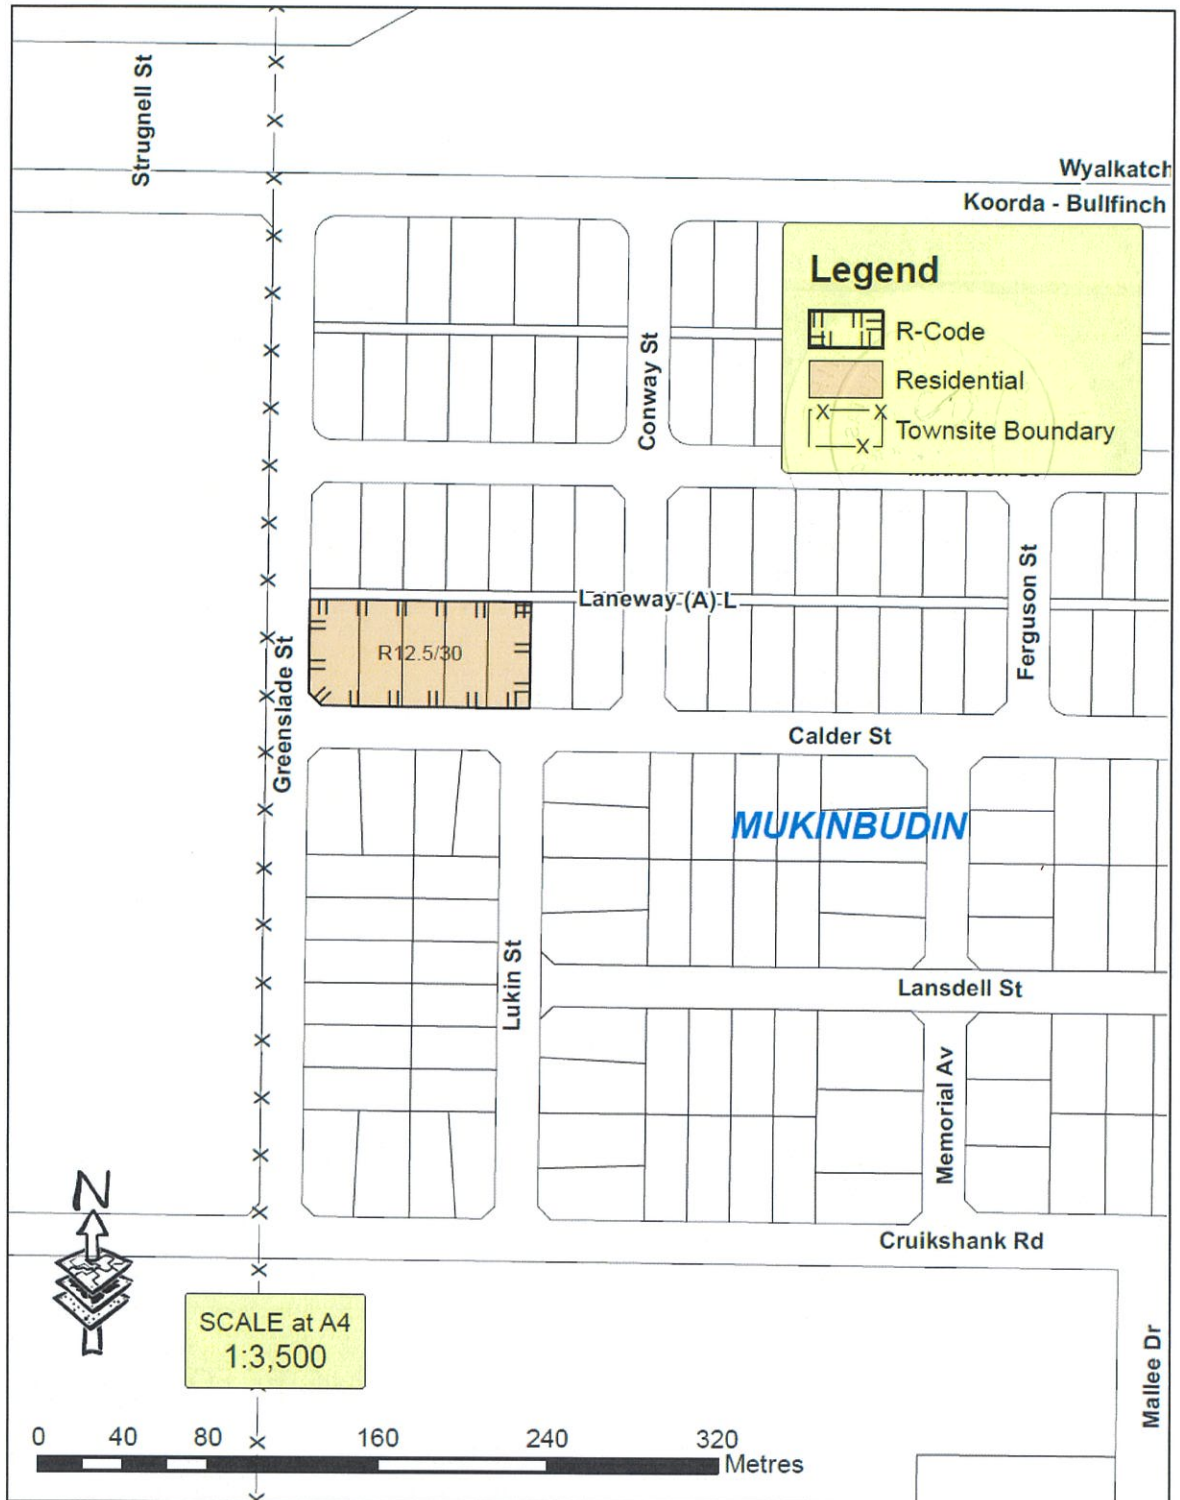 Strugnell St
Wyalkatch
Koorda - Bullfinch
Legend
R-Code
Residential
Townsite Boundary
Conway St
Laneway (A) L
Ferguson St
R12.5/30
Greenslade St
Calder St
MUKINBUDIN
Lukin St
Lansdell St
Memorial Av
N
Cruikshank Rd
SCALE at A4
1:3,500
Mallee Dr
0 40 80 160 240 320
Metres